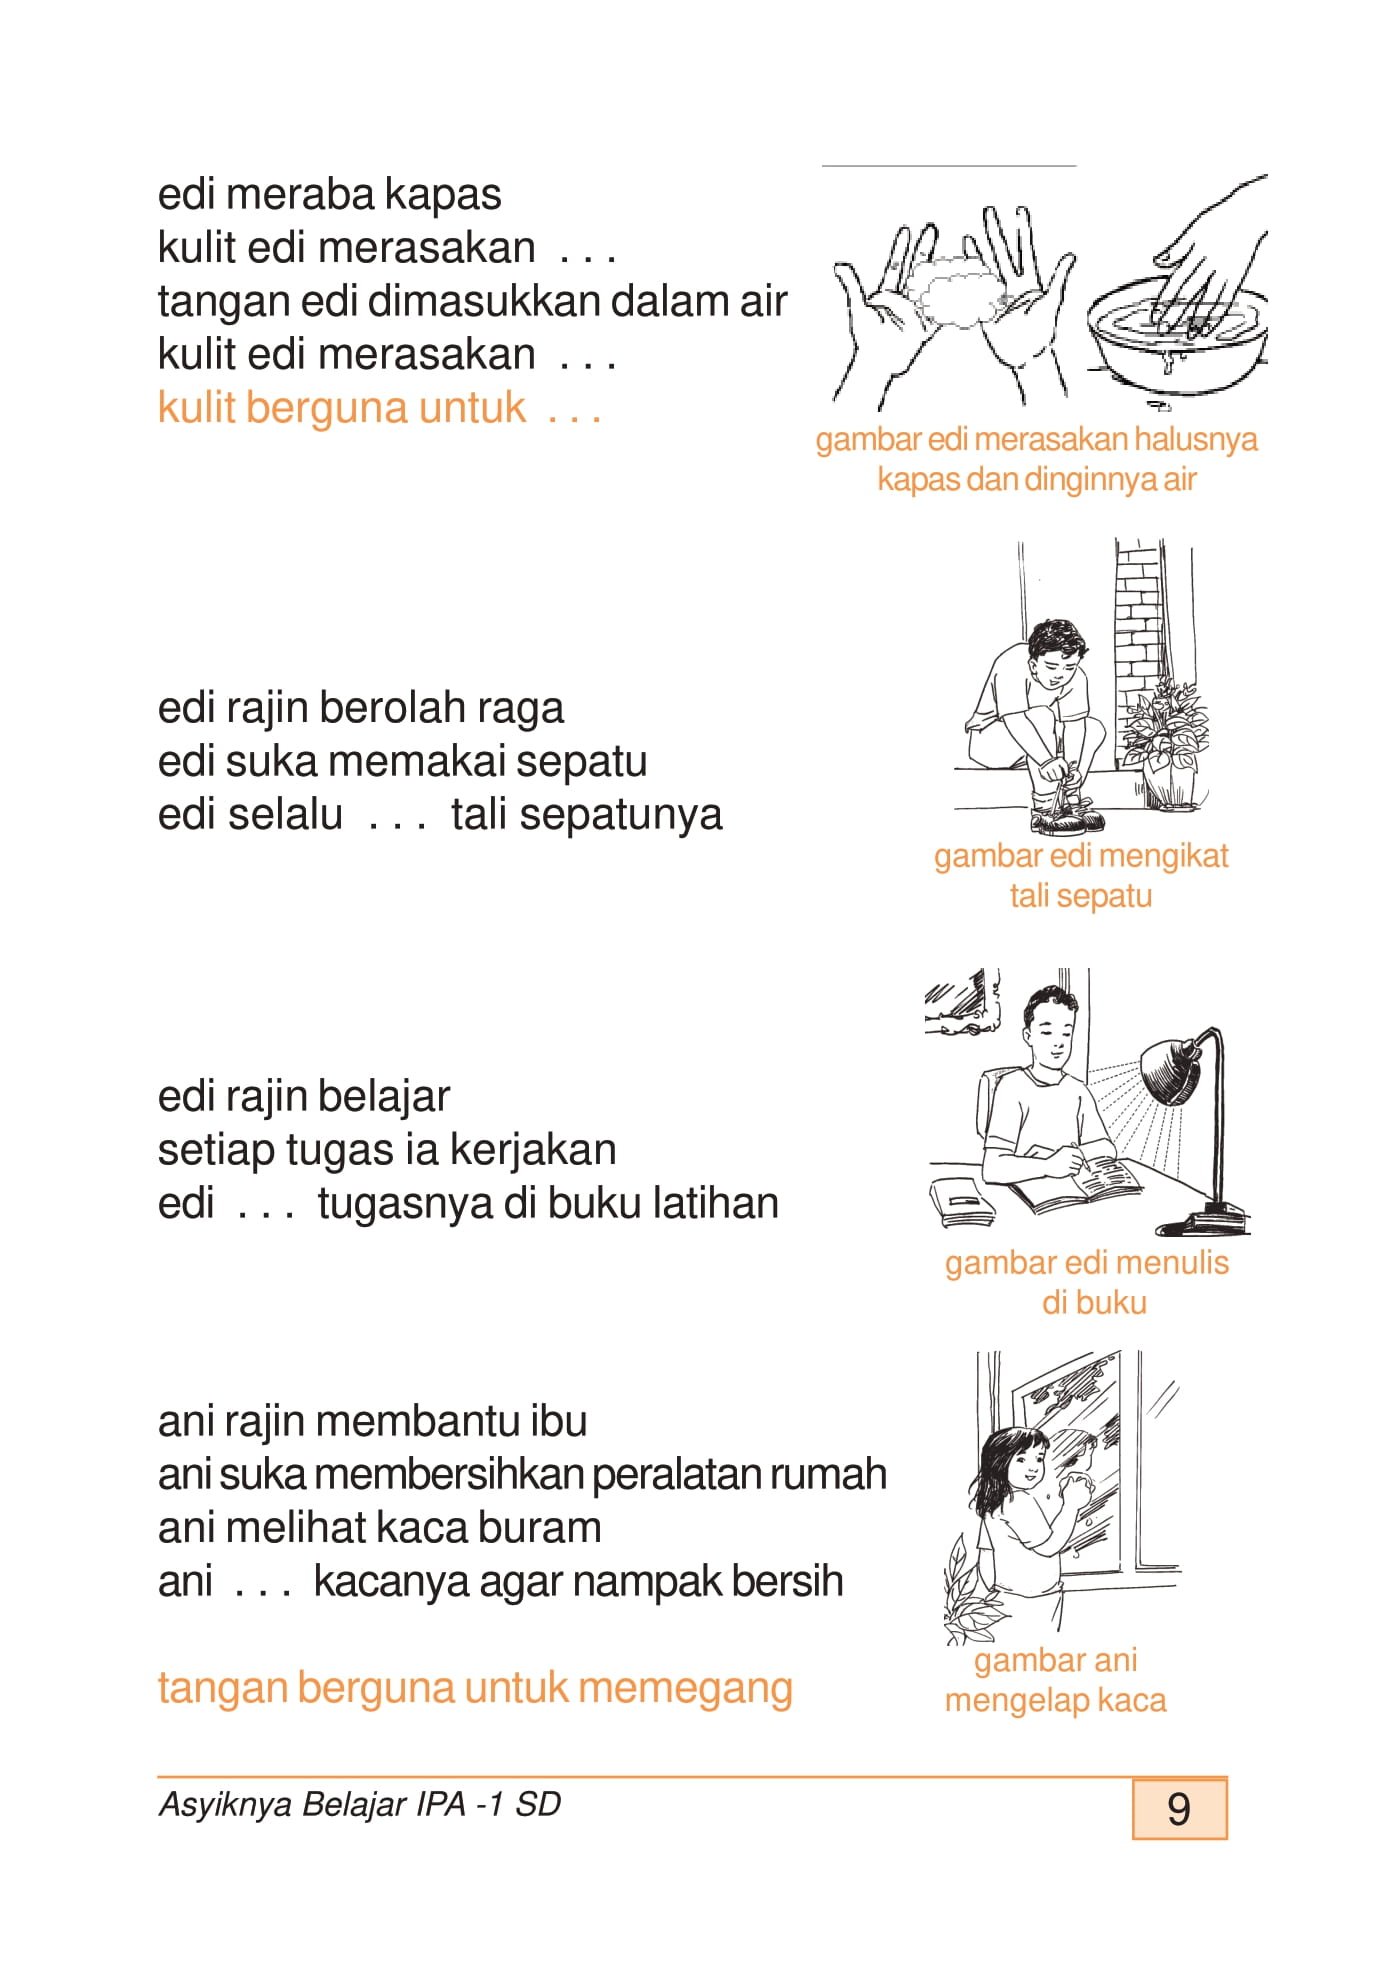 edi meraba kapas
kulit edi merasakan . . .
tangan edi dimasukkan dalam air
kulit edi merasakan . . .
kulit berguna untuk . . .
gambar edi merasakan halusnya
kapas dan dinginnya air
edi rajin berolah raga
edi suka memakai sepatu
edi selalu . . . tali sepatunya
gambar edi mengikat
tali sepatu
edi rajin belajar
setiap tugas ia kerjakan
edi . . . tugasnya di buku latihan
gambar edi menulis
di buku
ani rajin membantu ibu
ani suka membersihkan peralatan rumah
ani melihat kaca buram
ani . . . kacanya agar nampak bersih
tangan berguna untuk memegang
gambar ani
mengelap kaca
Asyiknya Belajar IPA -1 SD
9